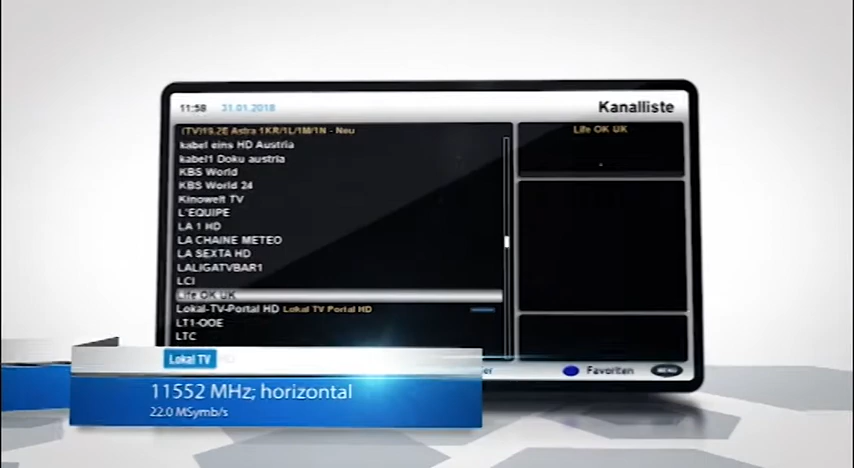 11:58 31.01.2018 Kanalliste
(TV)19.2E Astra 1KR/1L/1M/1N - Neu
Life OK UK
kabel eins HD Austria
kabel1 Doku austria
KBS World
KBS World 24
Kinowelt TV
L'EQUIPE
LA 1 HD
LA CHAINE METEO
LA SEXTA HD
LALIGATVBAR1
LCI
Life OK UK
Lokal-TV-Portal HD Lokal TV Portal HD
LT1-OOE
LTC
Favoriten MENU
Lokal TV HD
11552 MHz; horizontal
22.0 MSymb/s